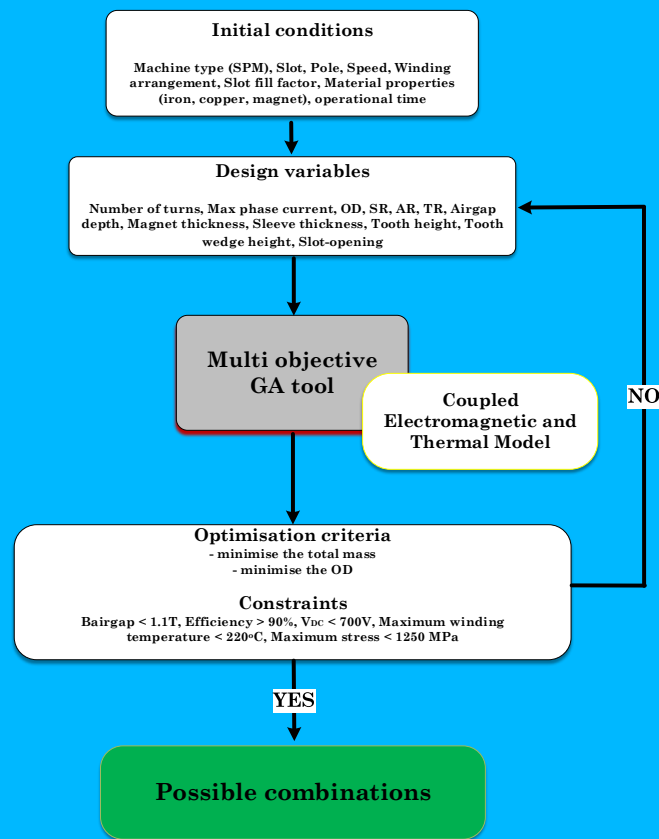 Initial conditions
Machine type (SPM), Slot, Pole, Speed, Winding
arrangement, Slot fill factor, Material properties
(iron, copper, magnet), operational time
Design variables
Number of turns, Max phase current, OD, SR, AR, TR, Airgap
depth, Magnet thickness, Sleeve thickness, Tooth height, Tooth
wedge height, Slot-opening
Multi objective
GA tool
Coupled
Electromagnetic and
Thermal Model
NO
Optimisation criteria
- minimise the total mass
- minimise the OD
Constraints
Bairgap < 1.1T, Efficiency > 90%, VDC < 700V, Maximum winding
temperature < 220°C, Maximum stress < 1250 MPa
YES
Possible combinations